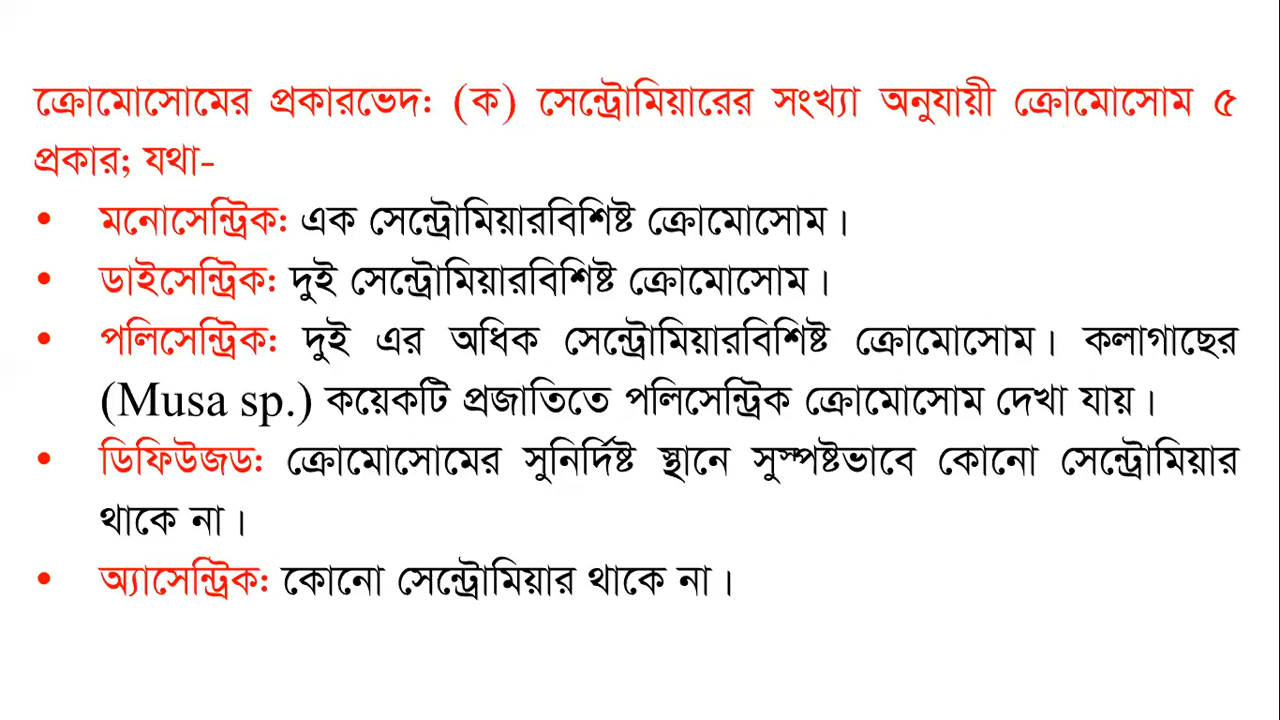 ক্রোমোসোমের প্রকারভেদ: (ক) সেন্ট্রোমিয়ারের সংখ্যা অনুযায়ী ক্রোমোসোম ৫
প্রকার; যথা-
• মনোসেন্ট্রিক: এক সেন্ট্রোমিয়ারবিশিষ্ট ক্রোমোসোম।
• ডাইসেন্ট্রিক: দুই সেন্ট্রোমিয়ারবিশিষ্ট ক্রোমোসোম।
• পলিসেন্ট্রিক: দুই এর অধিক সেন্ট্রোমিয়ারবিশিষ্ট ক্রোমোসোম। কলাগাছের
(Musa sp.) কয়েকটি প্রজাতিতে পলিসেন্ট্রিক ক্রোমোসোম দেখা যায়।
• ডিফিউজড: ক্রোমোসোমের সুনির্দিষ্ট স্থানে সুস্পষ্টভাবে কোনো সেন্ট্রোমিয়ার
থাকে না।
• অ্যাসেন্ট্রিক: কোনো সেন্ট্রোমিয়ার থাকে না।